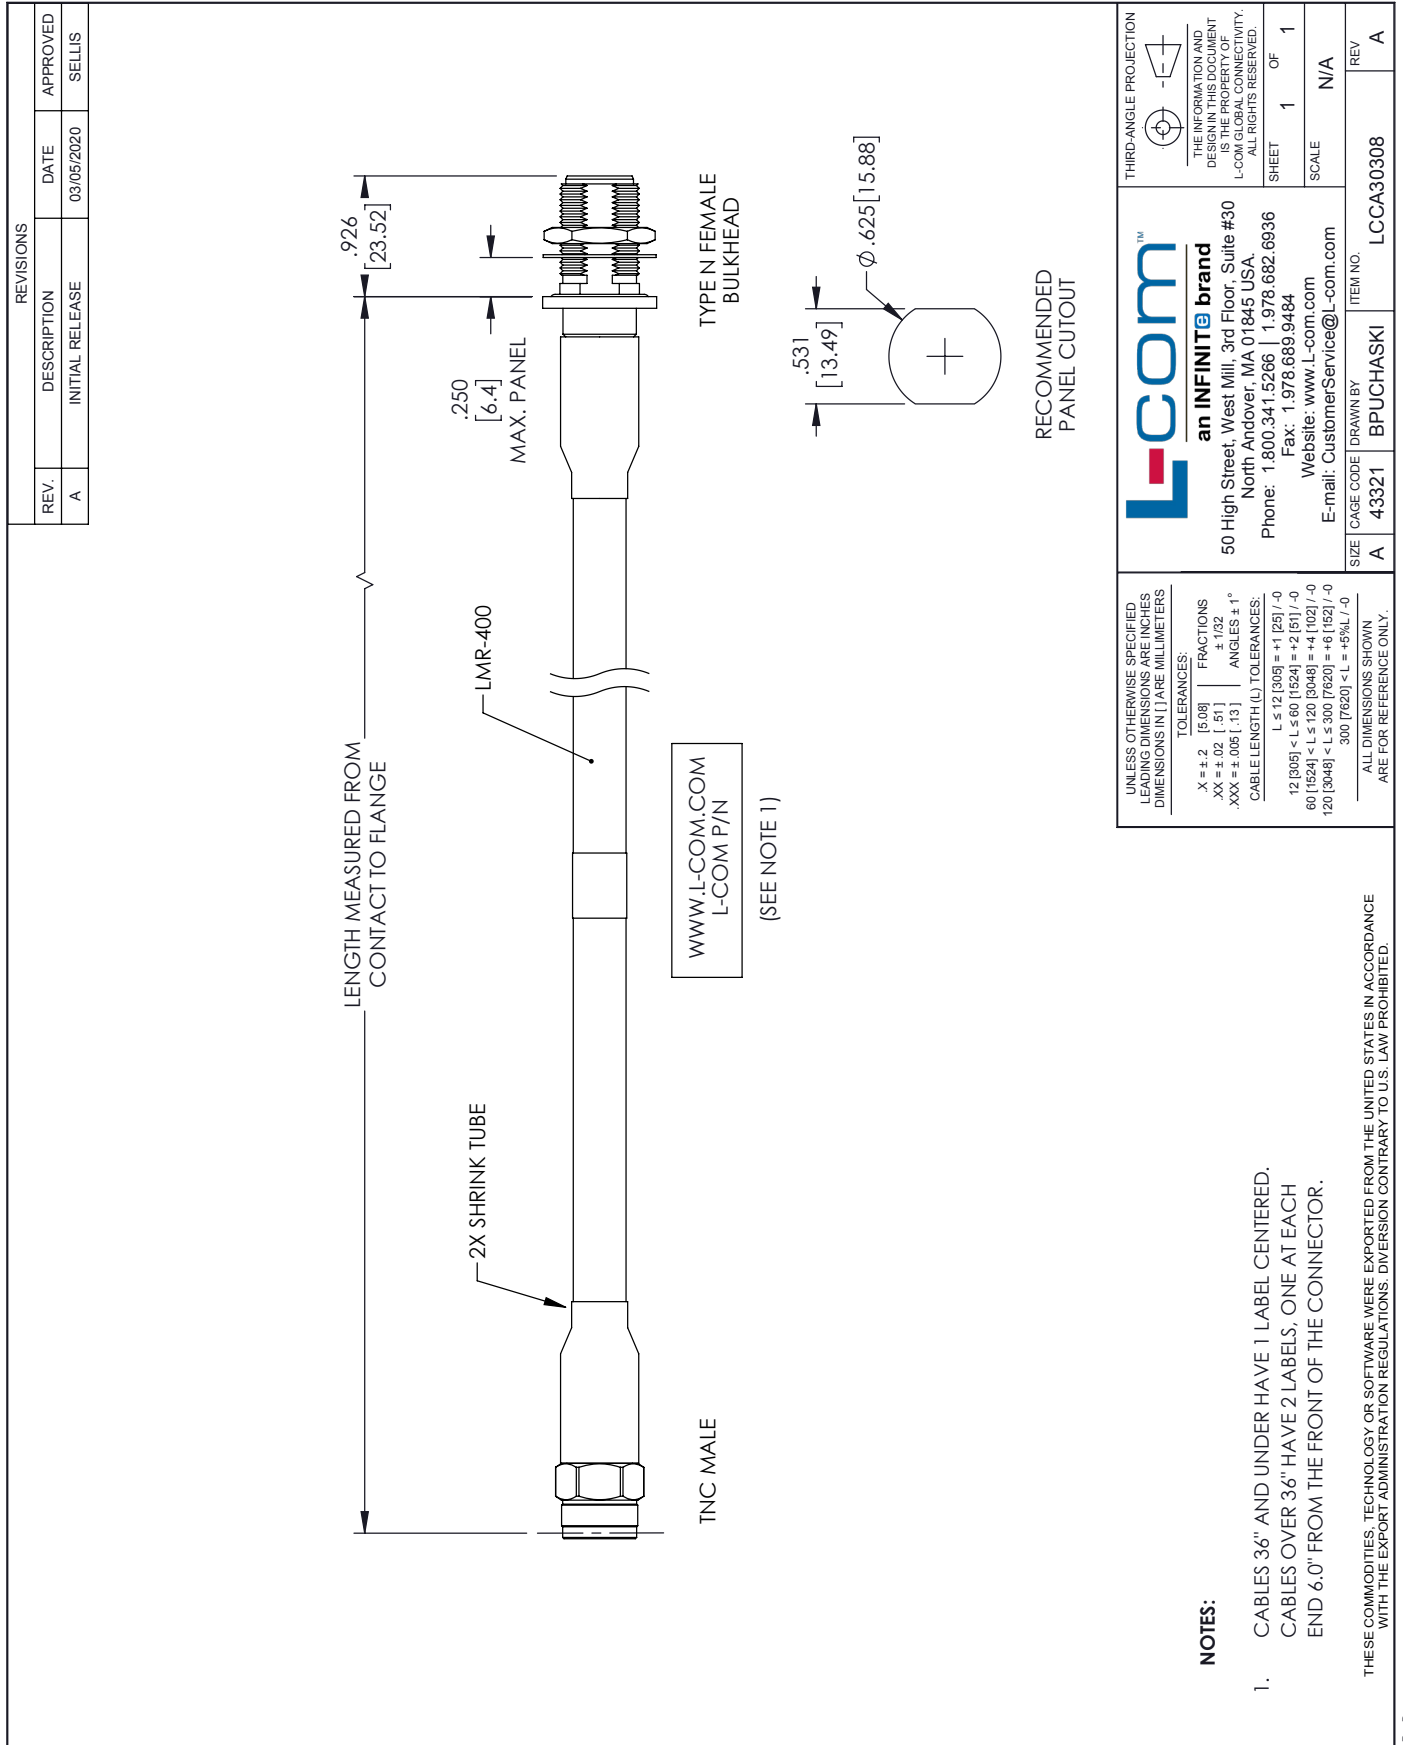 REVISIONS
REV. DESCRIPTION DATE APPROVED
A INITIAL RELEASE 03/05/2020 SELLIS
LENGTH MEASURED FROM
CONTACT TO FLANGE
.926
[23.52]
.250
[6.4]
MAX. PANEL
2X SHRINK TUBE
LMR-400
TNC MALE
WWW.L-COM.COM
L-COM P/N
(SEE NOTE 1)
TYPE N FEMALE
BULKHEAD
.531
[13.49]
Ø.625[15.88]
RECOMMENDED
PANEL CUTOUT
NOTES:
1. CABLES 36" AND UNDER HAVE 1 LABEL CENTERED.
CABLES OVER 36" HAVE 2 LABELS, ONE AT EACH
END 6.0" FROM THE FRONT OF THE CONNECTOR.
THESE COMMODITIES, TECHNOLOGY OR SOFTWARE WERE EXPORTED FROM THE UNITED STATES IN ACCORDANCE
WITH THE EXPORT ADMINISTRATION REGULATIONS. DIVERSION CONTRARY TO U.S. LAW PROHIBITED.
UNLESS OTHERWISE SPECIFIED
LEADING DIMENSIONS ARE INCHES
DIMENSIONS IN [ ] ARE MILLIMETERS
TOLERANCES:
.X = ±.2 [5.08] FRACTIONS
.XX = ±.02 [.51] ± 1/32
.XXX = ±.005 [.13] ANGLES ± 1°
CABLE LENGTH (L) TOLERANCES:
L ≤ 12 [305] = +1 [25] / -0
12 [305] < L ≤ 60 [1524] = +2 [51] / -0
60 [1524] < L ≤ 120 [3048] = +4 [102] / -0
120 [3048] < L ≤ 300 [7620] = +6 [152] / -0
300 [7620] < L = +5%L / -0
ALL DIMENSIONS SHOWN
ARE FOR REFERENCE ONLY.
L-com™
an INFINITe brand
50 High Street, West Mill, 3rd Floor, Suite #30
North Andover, MA 01845 USA.
Phone: 1.800.341.5266 | 1.978.682.6936
Fax: 1.978.689.9484
Website: www.L-com.com
E-mail: CustomerService@L-com.com
THIRD-ANGLE PROJECTION
THE INFORMATION AND
DESIGN IN THIS DOCUMENT
IS THE PROPERTY OF
L-COM GLOBAL CONNECTIVITY.
ALL RIGHTS RESERVED.
SHEET 1 OF 1
SCALE N/A
SIZE A
CAGE CODE 43321
DRAWN BY BPUCHASKI
ITEM NO. LCCA30308
REV A